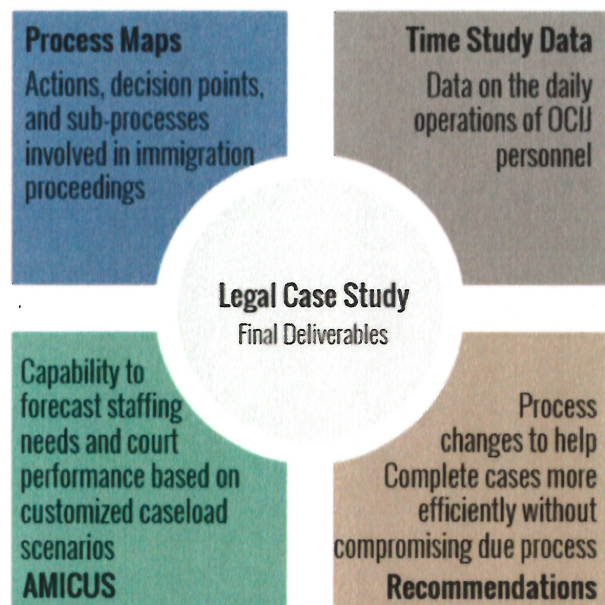 Process Maps
Actions, decision points,
and sub-processes
involved in immigration
proceedings
Time Study Data
Data on the daily
operations of OCIJ
personnel
Legal Case Study
Final Deliverables
Capability to
forecast staffing
needs and court
performance based on
customized caseload
scenarios
AMICUS
Process
changes to help
Complete cases more
efficiently without
compromising due process
Recommendations